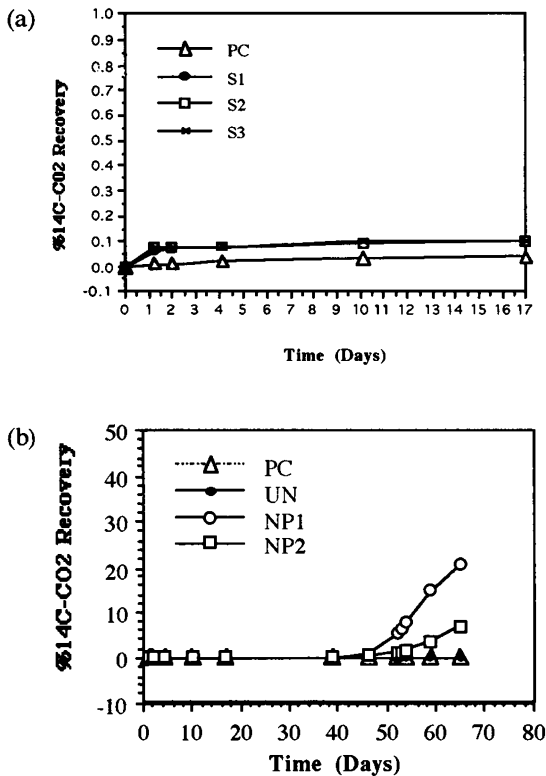 (a)
%14C-C02 Recovery
1.0
0.9
0.8
0.7
0.6
0.5
0.4
0.3
0.2
0.1
0.0
-0.1
PC
S1
S2
S3
0 1 2 3 4 5 6 7 8 9 10 11 12 13 14 15 16 17
Time (Days)
(b)
%14C-CO2 Recovery
50
40
30
20
10
0
-10
PC
UN
NP1
NP2
0 10 20 30 40 50 60 70 80
Time (Days)